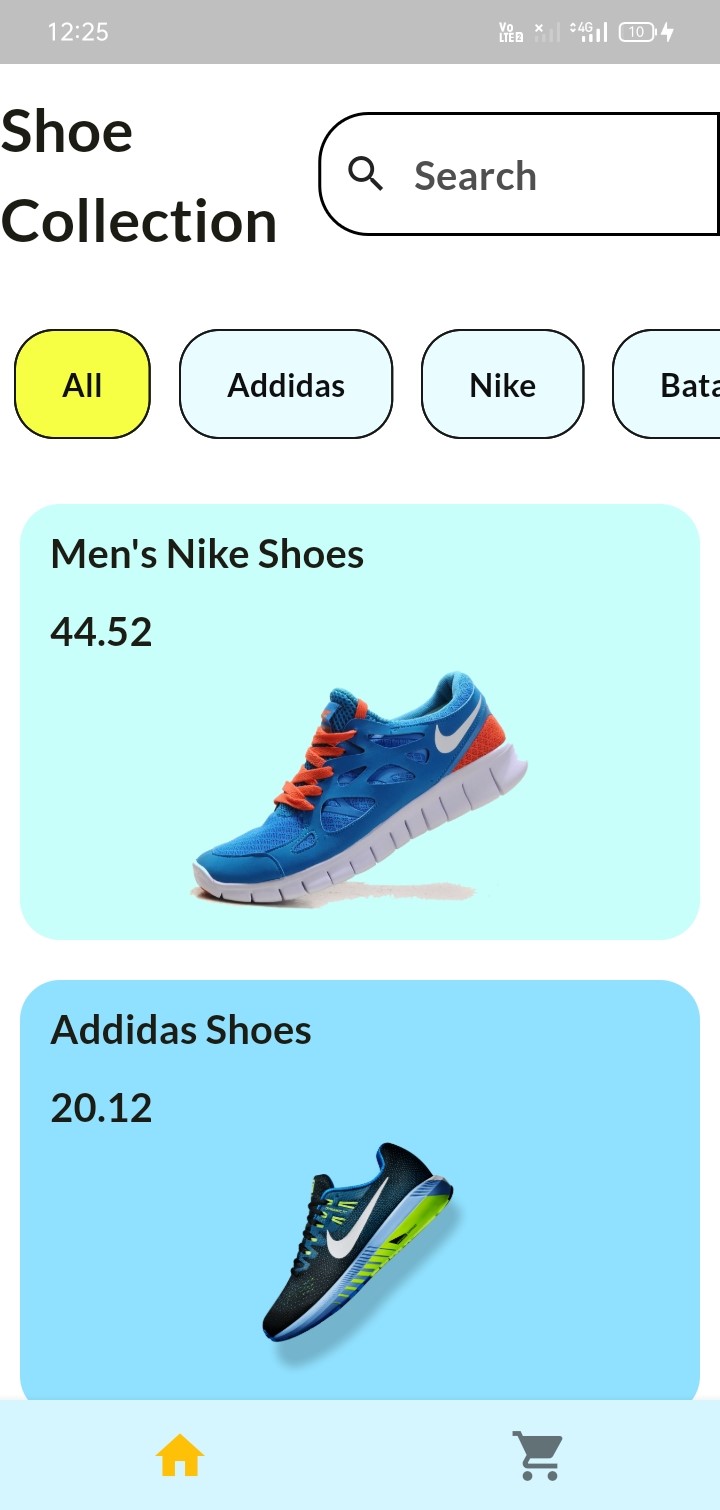 12:25
Vo
LTE2
4G
10
Shoe
Collection
Search
All
Addidas
Nike
Bata
Men's Nike Shoes
44.52
Addidas Shoes
20.12